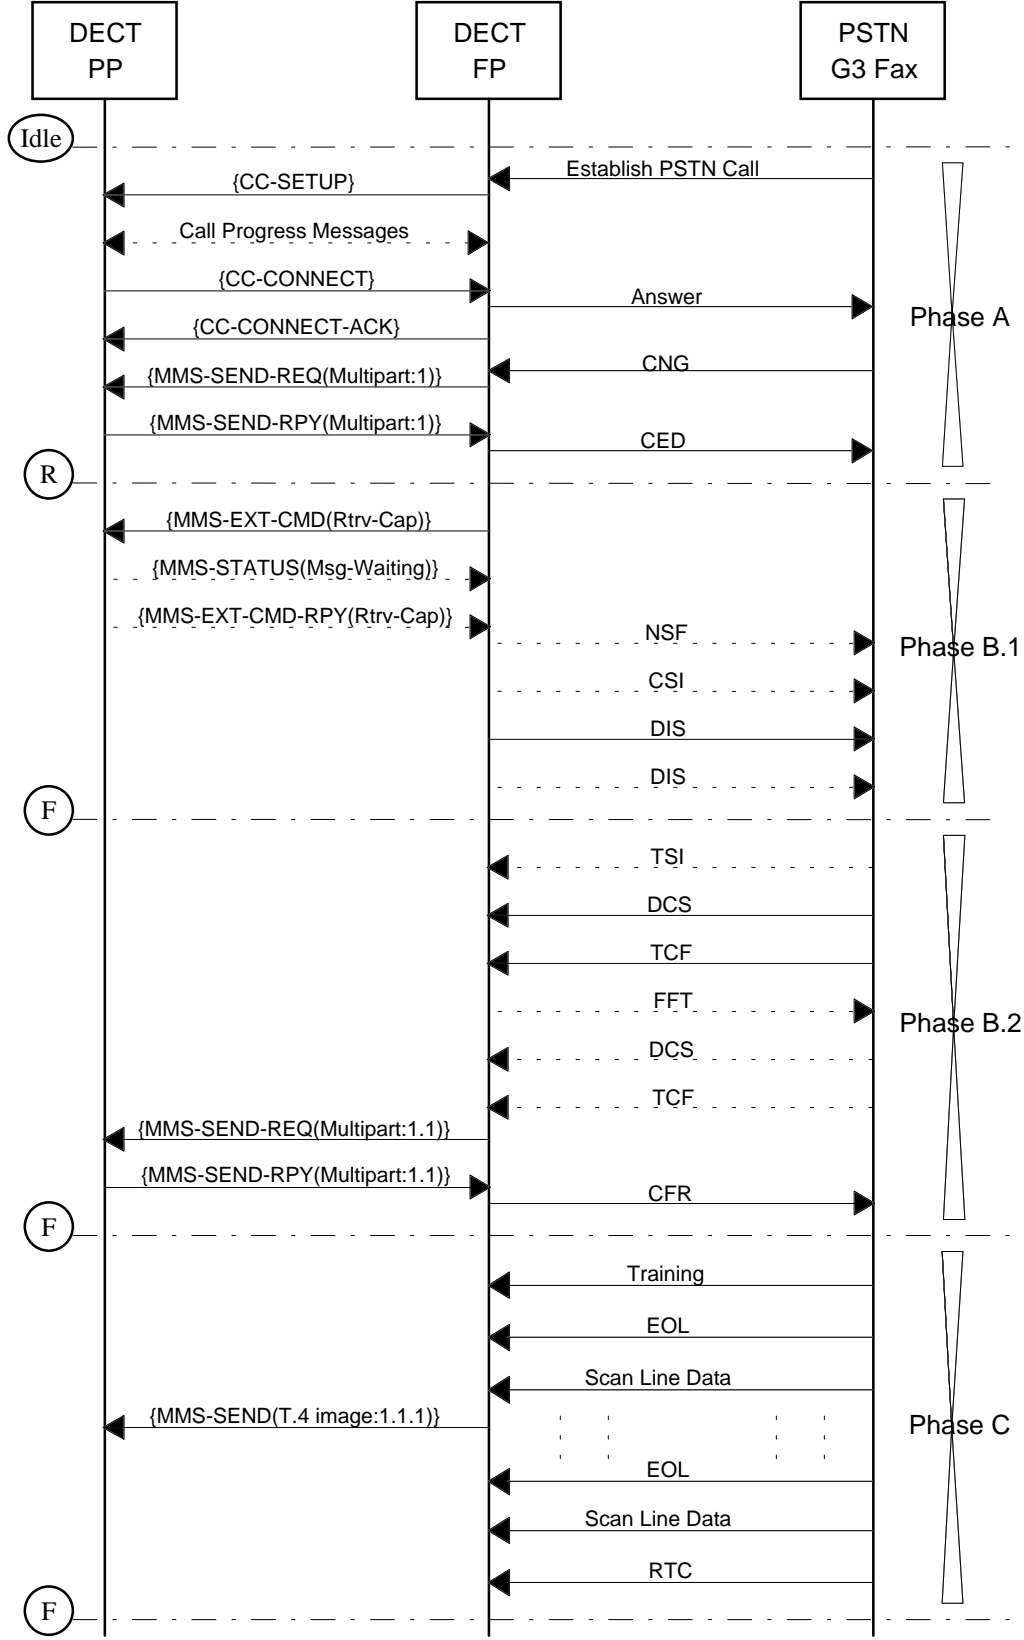 DECT
PP
DECT
FP
PSTN
G3 Fax
Idle
Establish PSTN Call
{CC-SETUP}
Call Progress Messages
{CC-CONNECT}
Answer
Phase A
{CC-CONNECT-ACK}
CNG
{MMS-SEND-REQ(Multipart:1)}
{MMS-SEND-RPY(Multipart:1)}
CED
R
{MMS-EXT-CMD(Rtrv-Cap)}
{MMS-STATUS(Msg-Waiting)}
{MMS-EXT-CMD-RPY(Rtrv-Cap)}
NSF
Phase B.1
CSI
DIS
DIS
F
TSI
DCS
TCF
FFT
Phase B.2
DCS
TCF
{MMS-SEND-REQ(Multipart:1.1)}
{MMS-SEND-RPY(Multipart:1.1)}
CFR
F
Training
EOL
Scan Line Data
{MMS-SEND(T.4 image:1.1.1)}
Phase C
EOL
Scan Line Data
RTC
F